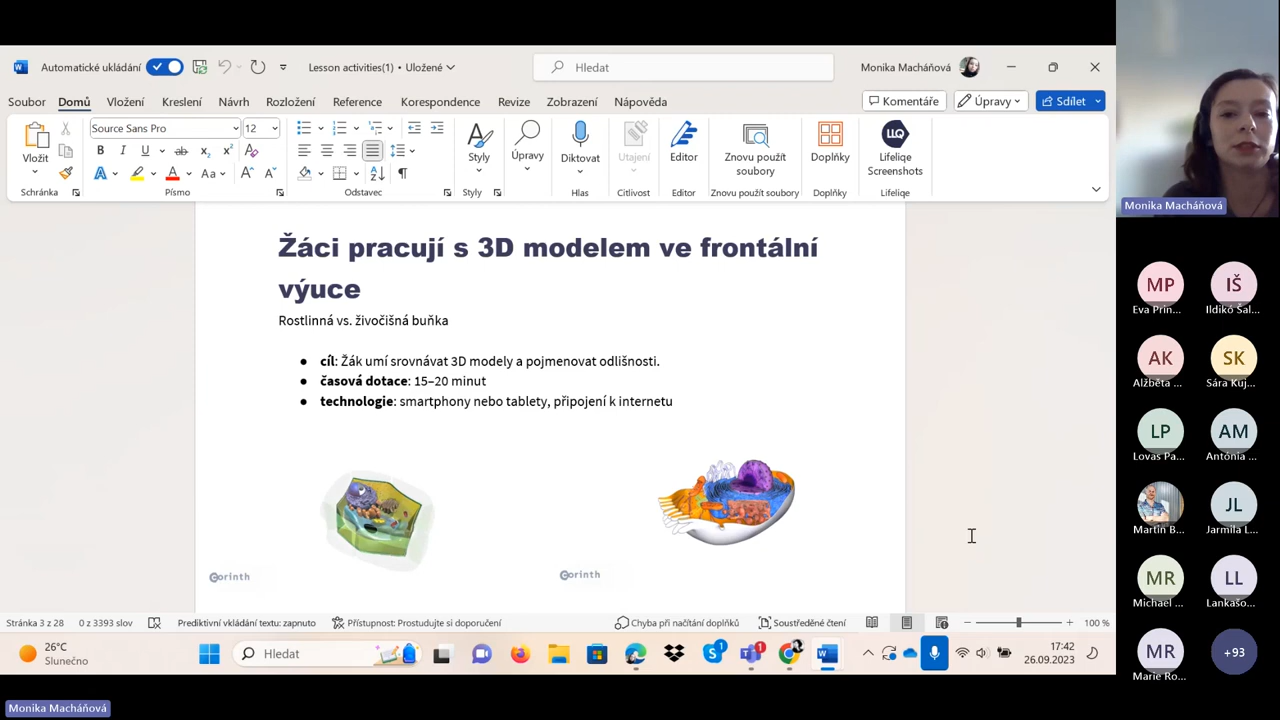 Automatické ukládání
Lesson activities(1) • Uložené
Hledat
Monika Macháňová
Soubor
Domů
Vložení
Kreslení
Návrh
Rozložení
Reference
Korespondence
Revize
Zobrazení
Nápověda
Komentáře
Úpravy
Sdílet
Vložit
Source Sans Pro
12
Styly
Úpravy
Diktovat
Utajení
Editor
Znovu použít
soubory
Doplňky
LLQ
Lifeliqe
Screenshots
Schránka
Písmo
Odstavec
Styly
Hlas
Citlivost
Editor
Znovu použít soubory
Doplňky
Lifeliqe
Žáci pracují s 3D modelem ve frontální
výuce
Rostlinná vs. živočišná buňka
● cíl: Žák umí srovnávat 3D modely a pojmenovat odlišnosti.
● časová dotace: 15–20 minut
● technologie: smartphony nebo tablety, připojení k internetu
Corinth
Corinth
Stránka 3 z 28
0 z 3393 slov
Prediktivní vkládání textu: zapnuto
Přístupnost: Prostudujte si doporučení
Chyba při načítání doplňků
Soustředěné čtení
100 %
26°C
Slunečno
Hledat
1
17:42
26.09.2023
Monika Macháňová
Monika Macháňová
MP
Eva Prin...
IŠ
Ildikó Šal...
AK
Alžběta ...
SK
Sára Kuj...
LP
Lovas Pa...
AM
Antónia ...
Martin B...
JL
Jarmila L...
MR
Michael ...
LL
Lankašo...
MR
Marie Ro...
+93